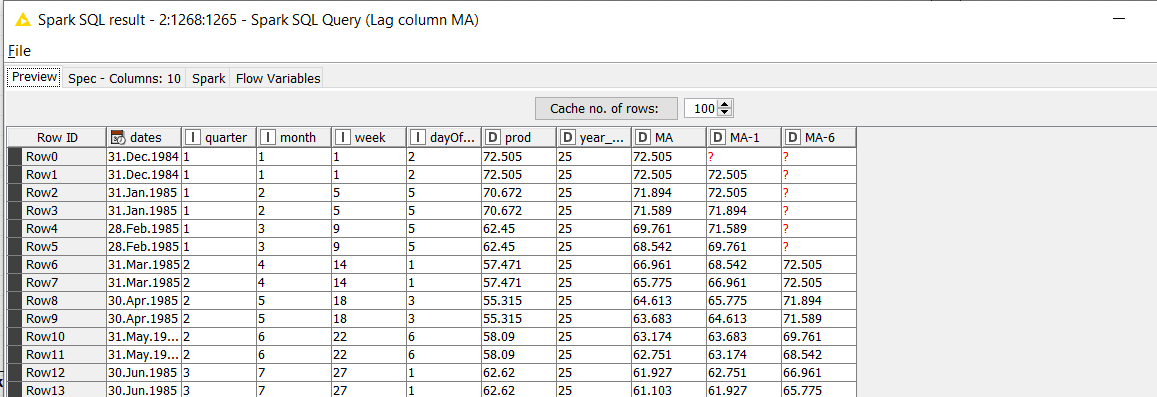 Spark SQL result - 2:1268:1265 - Spark SQL Query (Lag column MA)
File
Preview Spec - Columns: 10 Spark Flow Variables
Cache no. of rows: 100
Row ID dates I quarter I month I week I dayOf... D prod D year_... D MA D MA-1 D MA-6
Row0 31.Dec.1984 1 1 1 2 72.505 25 72.505 ? ?
Row1 31.Dec.1984 1 1 1 2 72.505 25 72.505 72.505 ?
Row2 31.Jan.1985 1 2 5 5 70.672 25 71.894 72.505 ?
Row3 31.Jan.1985 1 2 5 5 70.672 25 71.589 71.894 ?
Row4 28.Feb.1985 1 3 9 5 62.45 25 69.761 71.589 ?
Row5 28.Feb.1985 1 3 9 5 62.45 25 68.542 69.761 ?
Row6 31.Mar.1985 2 4 14 1 57.471 25 66.961 68.542 72.505
Row7 31.Mar.1985 2 4 14 1 57.471 25 65.775 66.961 72.505
Row8 30.Apr.1985 2 5 18 3 55.315 25 64.613 65.775 71.894
Row9 30.Apr.1985 2 5 18 3 55.315 25 63.683 64.613 71.589
Row10 31.May.19... 2 6 22 6 58.09 25 63.174 63.683 69.761
Row11 31.May.19... 2 6 22 6 58.09 25 62.751 63.174 68.542
Row12 30.Jun.1985 3 7 27 1 62.62 25 61.927 62.751 66.961
Row13 30.Jun.1985 3 7 27 1 62.62 25 61.103 61.927 65.775